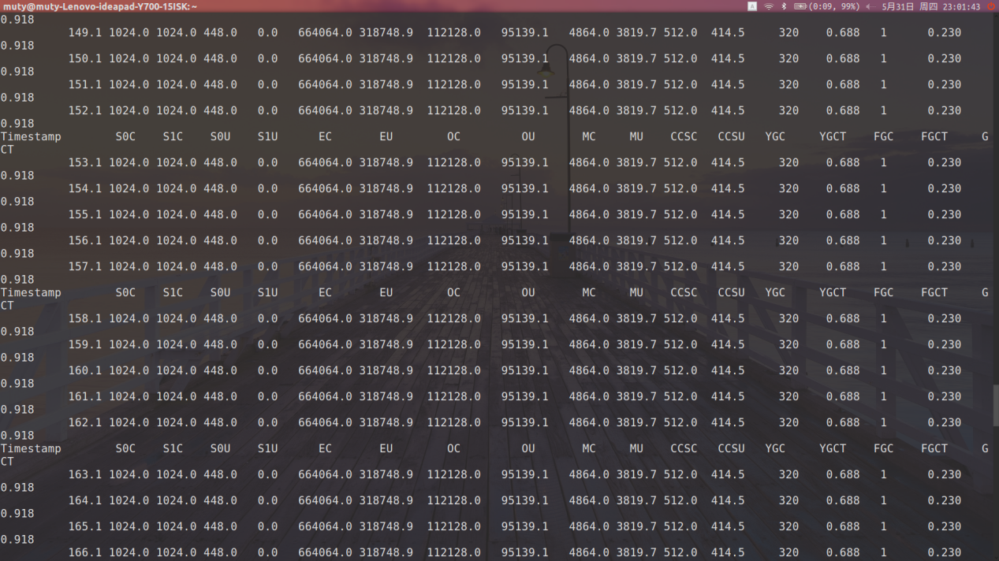 muty@muty-Lenovo-ideapad-Y700-15ISK: ~ A (0:09, 99%) 5月31日 周四 23:01:43
0.918
149.1 1024.0 1024.0 448.0 0.0 664064.0 318748.9 112128.0 95139.1 4864.0 3819.7 512.0 414.5 320 0.688 1 0.230
0.918
150.1 1024.0 1024.0 448.0 0.0 664064.0 318748.9 112128.0 95139.1 4864.0 3819.7 512.0 414.5 320 0.688 1 0.230
0.918
151.1 1024.0 1024.0 448.0 0.0 664064.0 318748.9 112128.0 95139.1 4864.0 3819.7 512.0 414.5 320 0.688 1 0.230
0.918
152.1 1024.0 1024.0 448.0 0.0 664064.0 318748.9 112128.0 95139.1 4864.0 3819.7 512.0 414.5 320 0.688 1 0.230
0.918
Timestamp S0C S1C S0U S1U EC EU OC OU MC MU CCSC CCSU YGC YGCT FGC FGCT G
CT
153.1 1024.0 1024.0 448.0 0.0 664064.0 318748.9 112128.0 95139.1 4864.0 3819.7 512.0 414.5 320 0.688 1 0.230
0.918
154.1 1024.0 1024.0 448.0 0.0 664064.0 318748.9 112128.0 95139.1 4864.0 3819.7 512.0 414.5 320 0.688 1 0.230
0.918
155.1 1024.0 1024.0 448.0 0.0 664064.0 318748.9 112128.0 95139.1 4864.0 3819.7 512.0 414.5 320 0.688 1 0.230
0.918
156.1 1024.0 1024.0 448.0 0.0 664064.0 318748.9 112128.0 95139.1 4864.0 3819.7 512.0 414.5 320 0.688 1 0.230
0.918
157.1 1024.0 1024.0 448.0 0.0 664064.0 318748.9 112128.0 95139.1 4864.0 3819.7 512.0 414.5 320 0.688 1 0.230
0.918
Timestamp S0C S1C S0U S1U EC EU OC OU MC MU CCSC CCSU YGC YGCT FGC FGCT G
CT
158.1 1024.0 1024.0 448.0 0.0 664064.0 318748.9 112128.0 95139.1 4864.0 3819.7 512.0 414.5 320 0.688 1 0.230
0.918
159.1 1024.0 1024.0 448.0 0.0 664064.0 318748.9 112128.0 95139.1 4864.0 3819.7 512.0 414.5 320 0.688 1 0.230
0.918
160.1 1024.0 1024.0 448.0 0.0 664064.0 318748.9 112128.0 95139.1 4864.0 3819.7 512.0 414.5 320 0.688 1 0.230
0.918
161.1 1024.0 1024.0 448.0 0.0 664064.0 318748.9 112128.0 95139.1 4864.0 3819.7 512.0 414.5 320 0.688 1 0.230
0.918
162.1 1024.0 1024.0 448.0 0.0 664064.0 318748.9 112128.0 95139.1 4864.0 3819.7 512.0 414.5 320 0.688 1 0.230
0.918
Timestamp S0C S1C S0U S1U EC EU OC OU MC MU CCSC CCSU YGC YGCT FGC FGCT G
CT
163.1 1024.0 1024.0 448.0 0.0 664064.0 318748.9 112128.0 95139.1 4864.0 3819.7 512.0 414.5 320 0.688 1 0.230
0.918
164.1 1024.0 1024.0 448.0 0.0 664064.0 318748.9 112128.0 95139.1 4864.0 3819.7 512.0 414.5 320 0.688 1 0.230
0.918
165.1 1024.0 1024.0 448.0 0.0 664064.0 318748.9 112128.0 95139.1 4864.0 3819.7 512.0 414.5 320 0.688 1 0.230
0.918
166.1 1024.0 1024.0 448.0 0.0 664064.0 318748.9 112128.0 95139.1 4864.0 3819.7 512.0 414.5 320 0.688 1 0.230